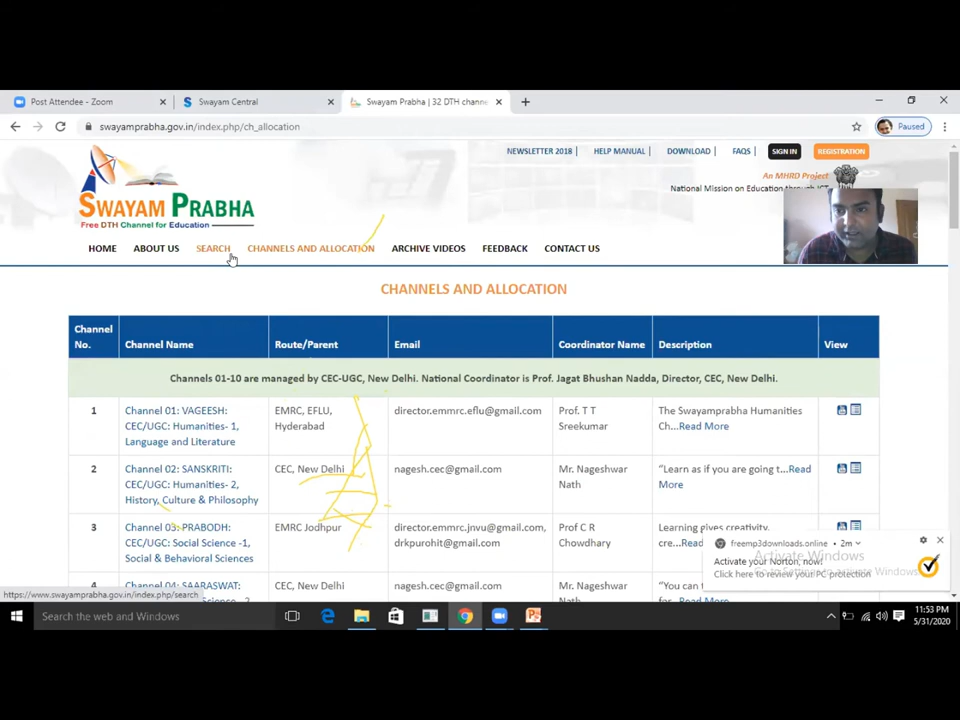 Post Attendee - Zoom
Swayam Central
Swayam Prabha | 32 DTH channe
swayamprabha.gov.in/index.php/ch_allocation
Paused
NEWSLETTER 2018 | HELP MANUAL | DOWNLOAD | FAQS | SIGN IN REGISTRATION
An MHRD Project
National Mission on Education through ICT
SWAYAM PRABHA
Free DTH Channel for Education
HOME ABOUT US SEARCH CHANNELS AND ALLOCATION ARCHIVE VIDEOS FEEDBACK CONTACT US
CHANNELS AND ALLOCATION
Channel No. Channel Name Route/Parent Email Coordinator Name Description View
Channels 01-10 are managed by CEC-UGC, New Delhi. National Coordinator is Prof. Jagat Bhushan Nadda, Director, CEC, New Delhi.
1 Channel 01: VAGEESH: EMRC, EFLU, director.emmrc.eflu@gmail.com Prof. T T The Swayamprabha Humanities
CEC/UGC: Humanities- 1, Hyderabad Sreekumar Ch...Read More
Language and Literature
2 Channel 02: SANSKRITI: CEC, New Delhi nagesh.cec@gmail.com Mr. Nageshwar “Learn as if you are going t...Read
CEC/UGC: Humanities- 2, Nath More
History, Culture & Philosophy
3 Channel 03: PRABODH: EMRC Jodhpur director.emmrc.jnvu@gmail.com, Prof C R Learning gives creativity,
CEC/UGC: Social Science -1, drkpurohit@gmail.com Chowdhary cre...Read
Social & Behavioral Sciences
4 Channel 04: SAARASWAT: CEC, New Delhi nagesh.cec@gmail.com Mr. Nageshwar “You can
Nath Read More
freemp3downloads.online • 2m
Activate your Norton, now!
Click here to review your PC protection
Activate Windows
https://www.swayamprabha.gov.in/index.php/search
Search the web and Windows
11:53 PM
5/31/2020